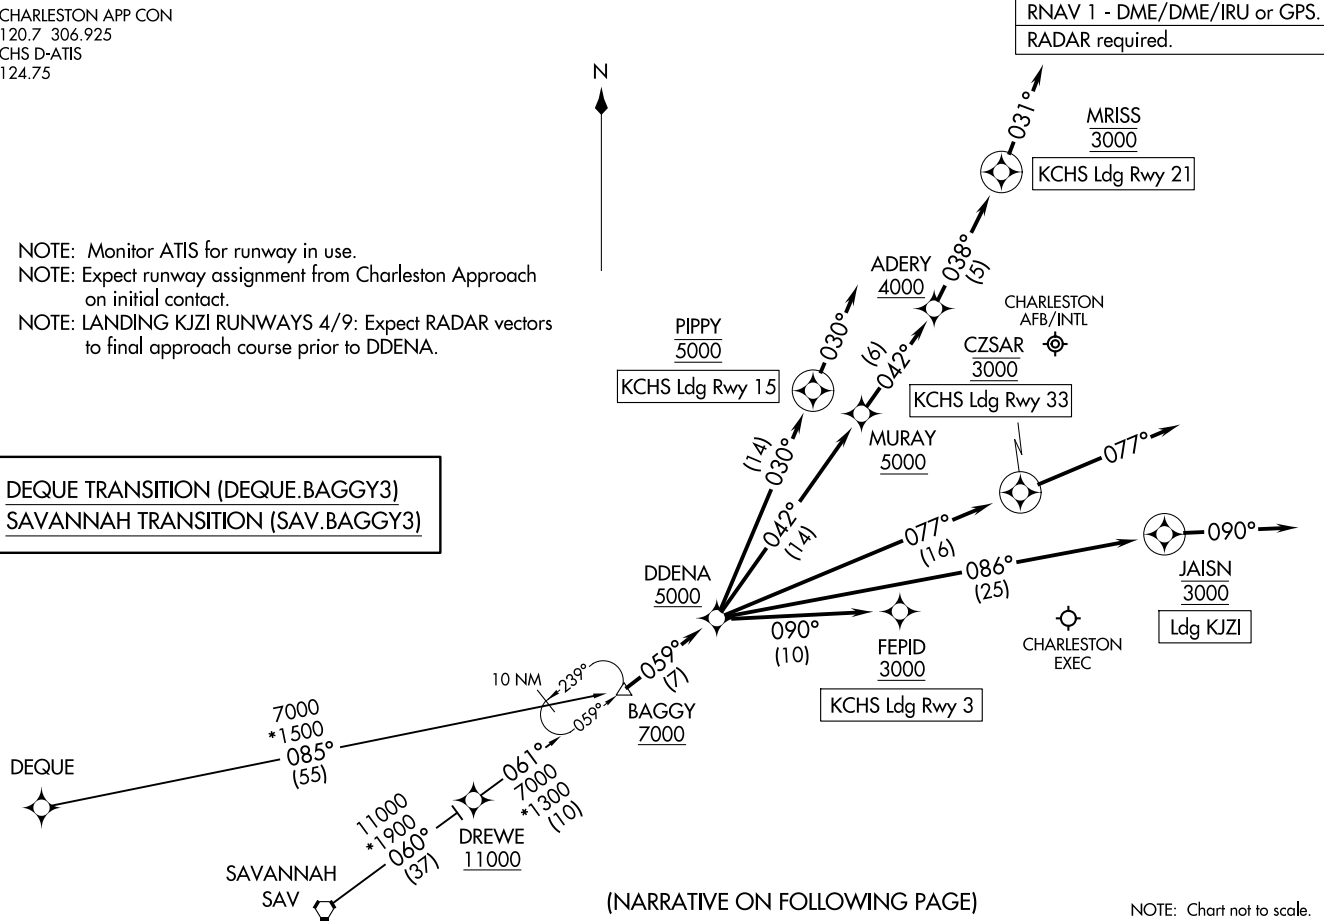 CHARLESTON APP CON
120.7 306.925
CHS D-ATIS
124.75
RNAV 1 - DME/DME/IRU or GPS.
RADAR required.
N
NOTE: Monitor ATIS for runway in use.
NOTE: Expect runway assignment from Charleston Approach
on initial contact.
NOTE: LANDING KJZI RUNWAYS 4/9: Expect RADAR vectors
to final approach course prior to DDENA.
DEQUE TRANSITION (DEQUE.BAGGY3)
SAVANNAH TRANSITION (SAV.BAGGY3)
031°
MRISS
3000
KCHS Ldg Rwy 21
038°
(5)
ADERY
4000
CHARLESTON
AFB/INTL
PIPPY
5000
KCHS Ldg Rwy 15
030°
(6)
042°
CZSAR
3000
KCHS Ldg Rwy 33
MURAY
5000
(14)
030°
042°
(14)
077°
077°
(16)
086°
(25)
090°
JAISN
3000
Ldg KJZI
DDENA
5000
090°
(10)
FEPID
3000
KCHS Ldg Rwy 3
CHARLESTON
EXEC
059°
(7)
10 NM
239°
059°
BAGGY
7000
7000
*1500
085°
(55)
DEQUE
061°
7000
*1300
(10)
DREWE
11000
11000
*1900
060°
(37)
SAVANNAH
SAV
(NARRATIVE ON FOLLOWING PAGE)
NOTE: Chart not to scale.